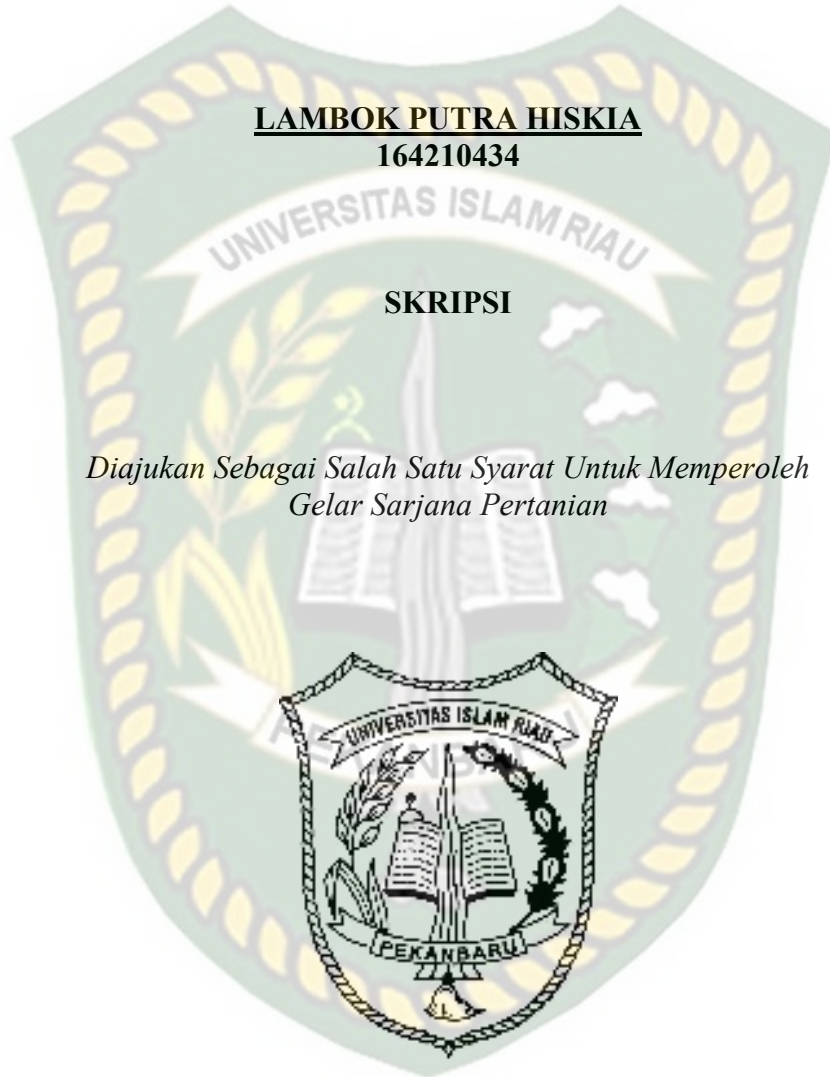 LAMBOK PUTRA HISKIA
164210434
UNIVERSITAS ISLAM RIAU
SKRIPSI
Diajukan Sebagai Salah Satu Syarat Untuk Memperoleh
Gelar Sarjana Pertanian
UNIVERSITAS ISLAM RIAU
PEKANBARU
PEKANBARU